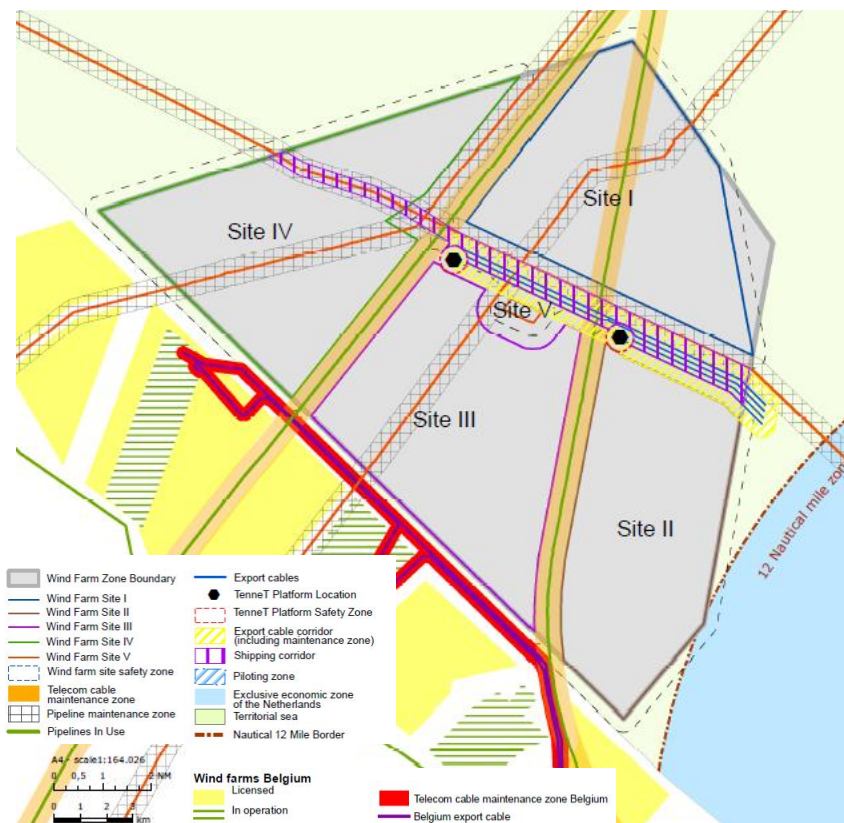 Site I
Site IV
Site V
Site III
Site II
12 Nautical mile zon
Wind Farm Zone Boundary
Wind Farm Site I
Wind Farm Site II
Wind Farm Site III
Wind Farm Site IV
Wind Farm Site V
Wind farm site safety zone
Telecom cable
maintenance zone
Pipeline maintenance zone
Pipelines In Use
Export cables
TenneT Platform Location
TenneT Platform Safety Zone
Export cable corridor
(including maintenance zone)
Shipping corridor
Piloting zone
Exclusive economic zone
of the Netherlands
Territorial sea
Nautical 12 Mile Border
A4 - scale1:164.026
0 0,5 1 2 NM
0 1 2 3
km
Wind farms Belgium
Licensed
In operation
Telecom cable maintenance zone Belgium
Belgium export cable